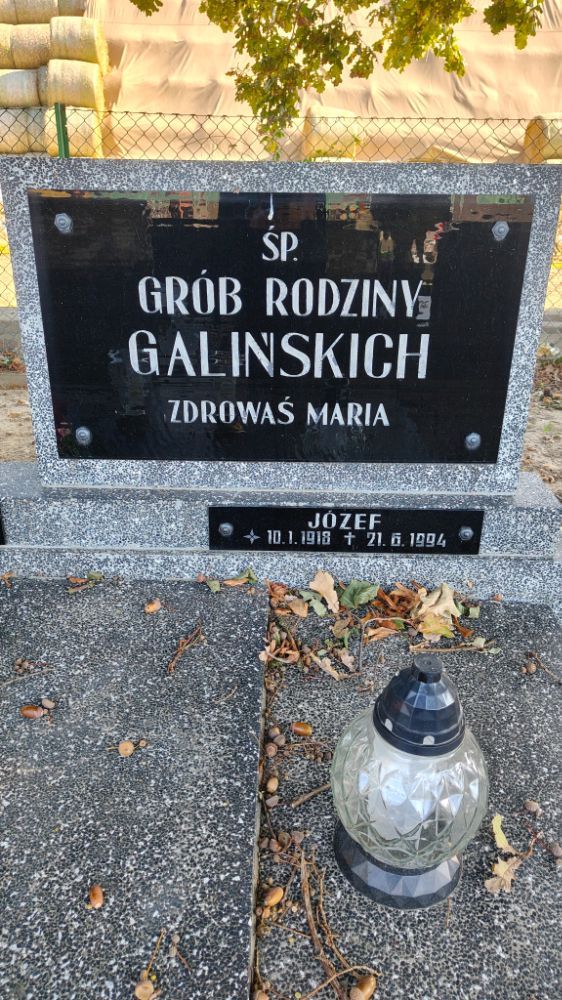 ŚP.
GRÓB RODZINY
GALINSKICH
ZDROWAŚ MARIA
JÓZEF
10.1.1918 ✝ 21.6.1994